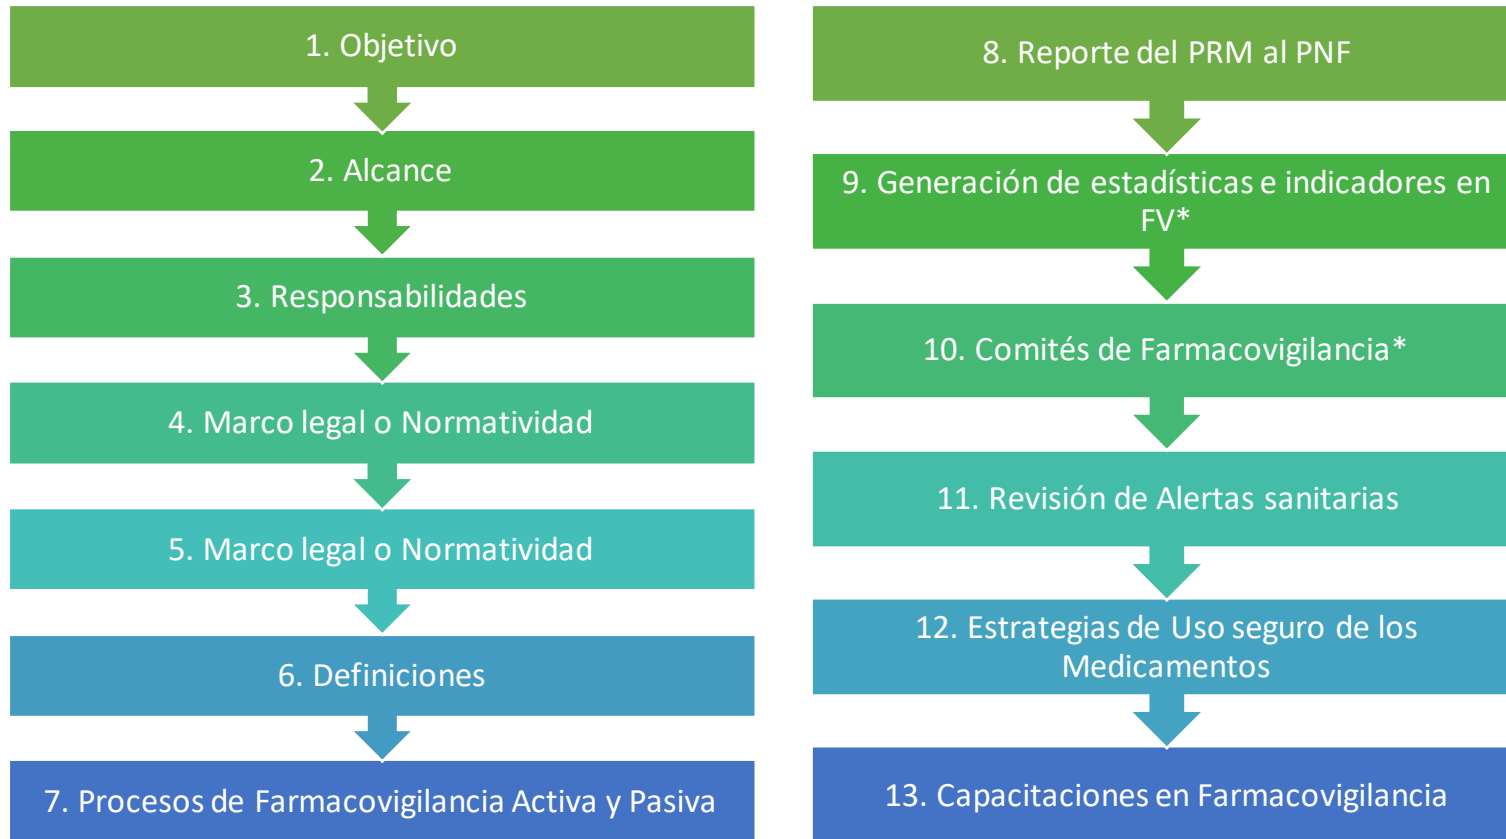 1. Objetivo
2. Alcance
3. Responsabilidades
4. Marco legal o Normatividad
5. Marco legal o Normatividad
6. Definiciones
7. Procesos de Farmacovigilancia Activa y Pasiva
8. Reporte del PRM al PNF
9. Generación de estadísticas e indicadores en
FV*
10. Comités de Farmacovigilancia*
11. Revisión de Alertas sanitarias
12. Estrategias de Uso seguro de los
Medicamentos
13. Capacitaciones en Farmacovigilancia